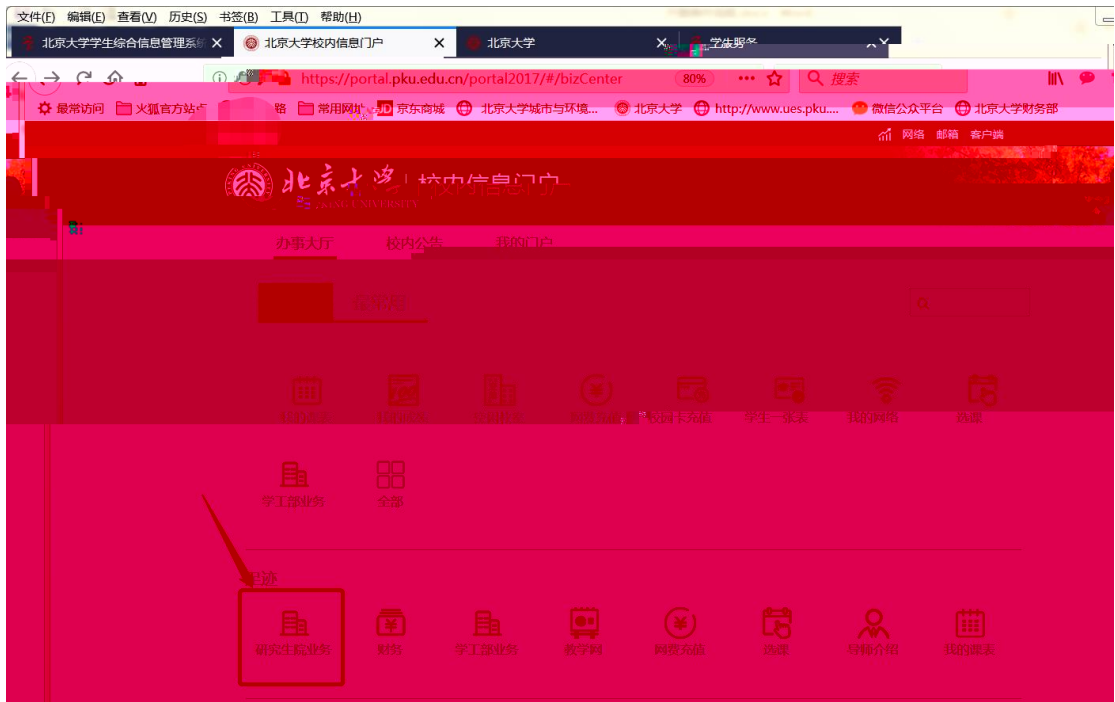 文件(F) 编辑(E) 查看(V) 历史(S) 书签(B) 工具(T) 帮助(H)
北京大学学生综合信息管理系统 北京大学校内信息门户 北京大学
https://portal.pku.edu.cn/portal2017/#/bizCenter 80% 搜索
最常访问 火狐官方站点 常用网址 JD 京东商城 北京大学城市与环境... 北京大学 http://www.ues.pku.... 微信公众平台 北京大学财务部
网络 邮箱 客户端
北京大学 校内信息门户
办事大厅 校内公告 我的门户
校园卡充值 学生一张表 我的网络 选课
学工部业务 全部
足迹
研究生院业务 财务 学工部业务 教学网 网费充值 选课 导师介绍 我的课表